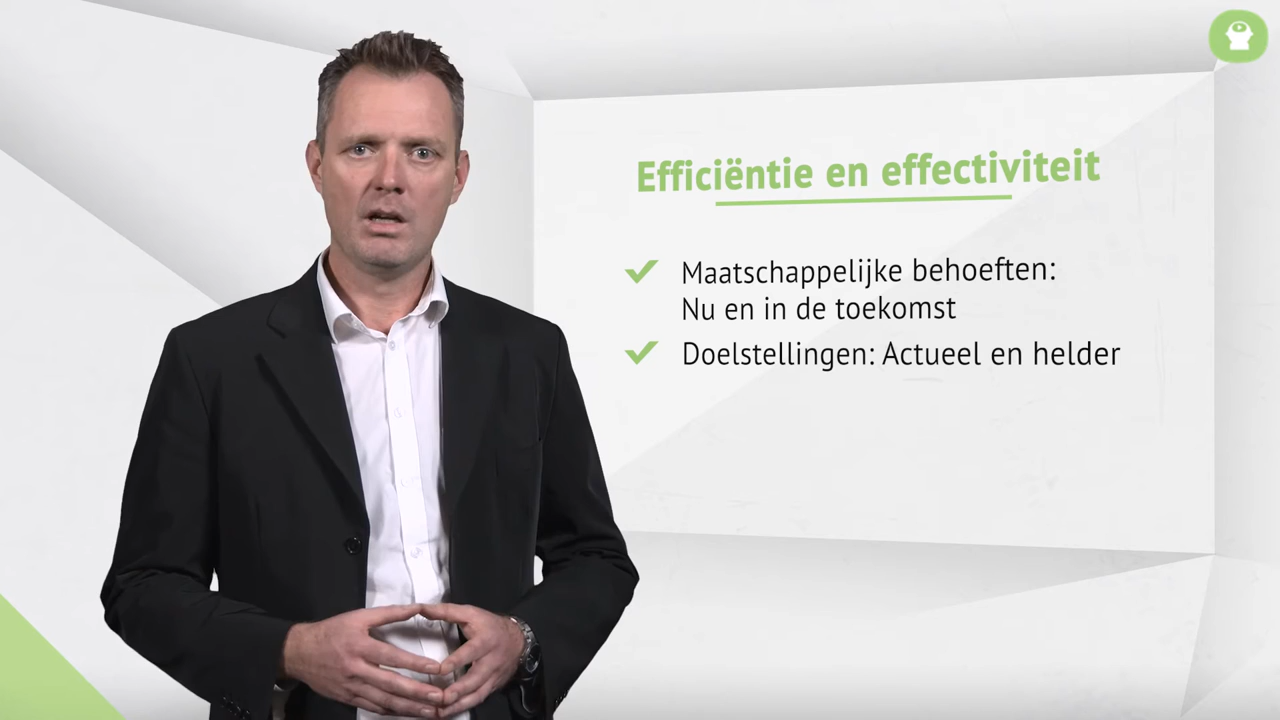 Efficiëntie en effectiviteit
Maatschappelijke behoeften:
Nu en in de toekomst
Doelstellingen: Actueel en helder